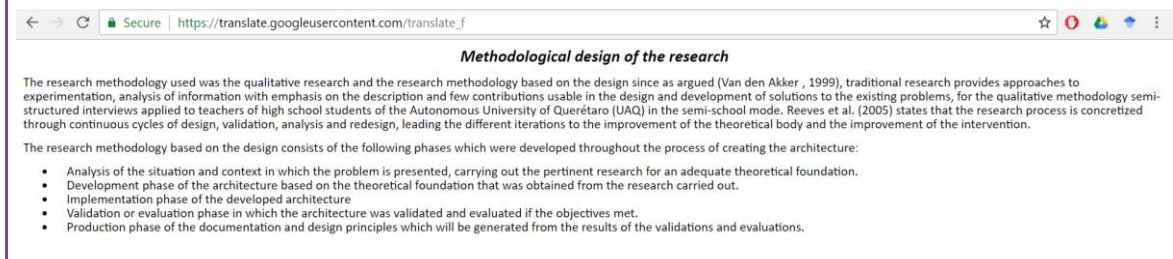 Secure | https://translate.googleusercontent.com/translate_f
Methodological design of the research
The research methodology used was the qualitative research and the research methodology based on the design since as argued (Van den Akker , 1999), traditional research provides approaches to
experimentation, analysis of information with emphasis on the description and few contributions usable in the design and development of solutions to the existing problems, for the qualitative methodology semi-
structured interviews applied to teachers of high school students of the Autonomous University of Querétaro (UAQ) in the semi-school mode. Reeves et al. (2005) states that the research process is concretized
through continuous cycles of design, validation, analysis and redesign, leading the different iterations to the improvement of the theoretical body and the improvement of the intervention.
The research methodology based on the design consists of the following phases which were developed throughout the process of creating the architecture:
• Analysis of the situation and context in which the problem is presented, carrying out the pertinent research for an adequate theoretical foundation.
• Development phase of the architecture based on the theoretical foundation that was obtained from the research carried out.
• Implementation phase of the developed architecture
• Validation or evaluation phase in which the architecture was validated and evaluated if the objectives met.
• Production phase of the documentation and design principles which will be generated from the results of the validations and evaluations.